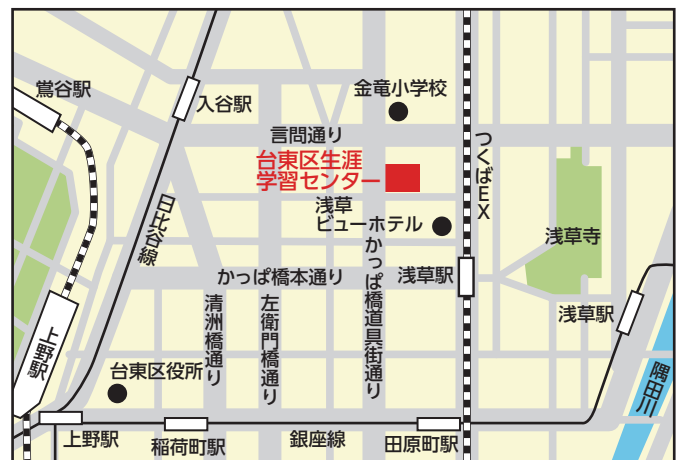 鶯谷駅
入谷駅
金竜小学校
言問通り
台東区生涯
学習センター
つくばEX
日比谷線
浅草
ビューホテル
浅草寺
かっぱ橋本通り
浅草駅
かっぱ橋道具街通り
清洲橋通り
左衛門橋通り
浅草駅
上野駅
台東区役所
隅田川
上野駅
稲荷町駅
銀座線
田原町駅